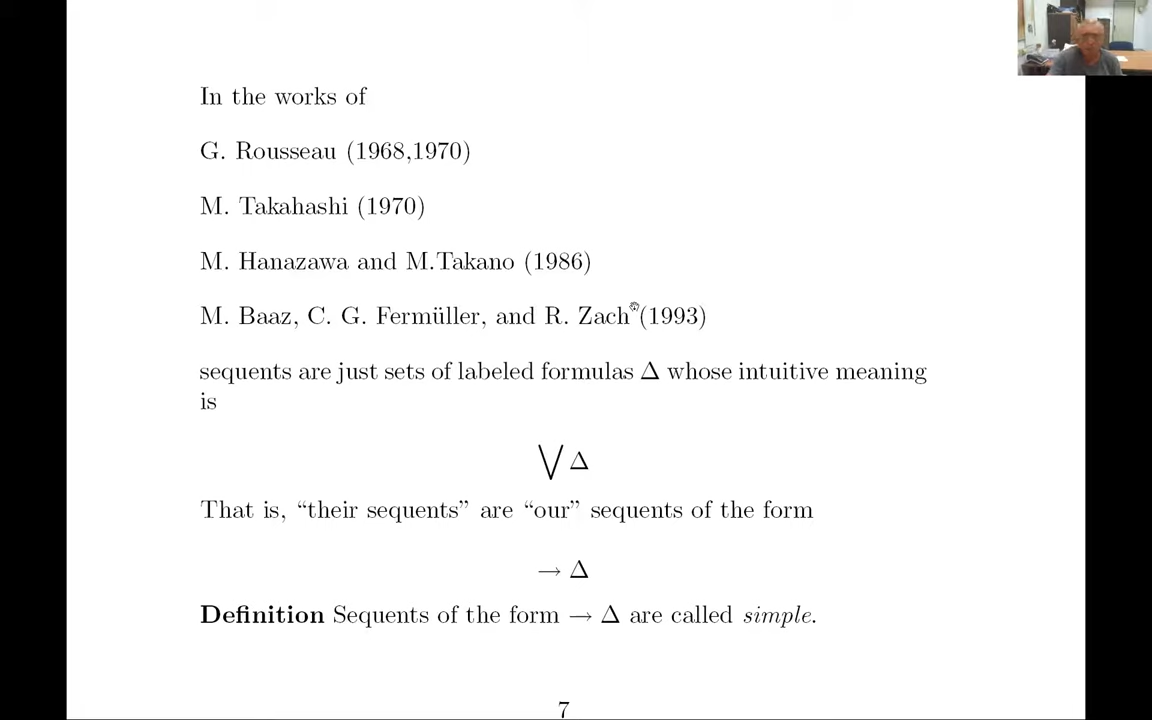 In the works of
G. Rousseau (1968,1970)
M. Takahashi (1970)
M. Hanazawa and M.Takano (1986)
M. Baaz, C. G. Fermüller, and R. Zach (1993)
sequents are just sets of labeled formulas Δ whose intuitive meaning
is
⋁ Δ
That is, “their sequents” are “our” sequents of the form
→ Δ
Definition Sequents of the form → Δ are called simple.
7